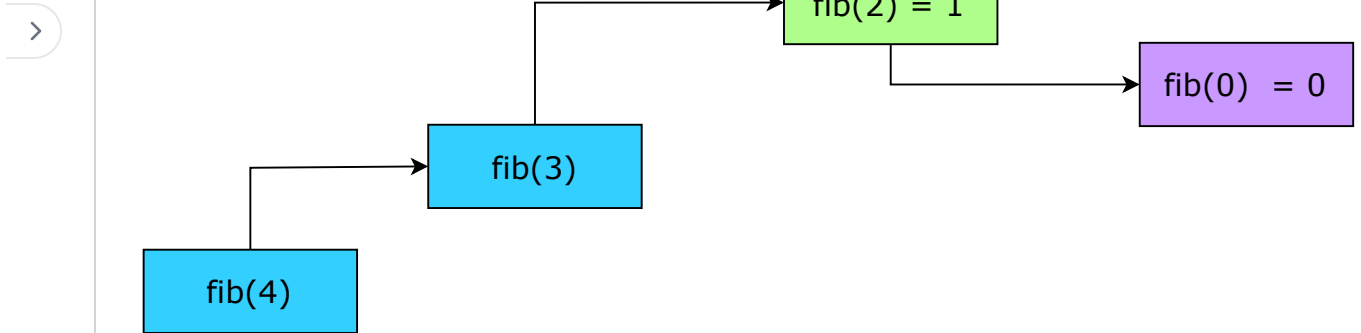 fib(2) = 1
fib(0) = 0
fib(3)
fib(4)